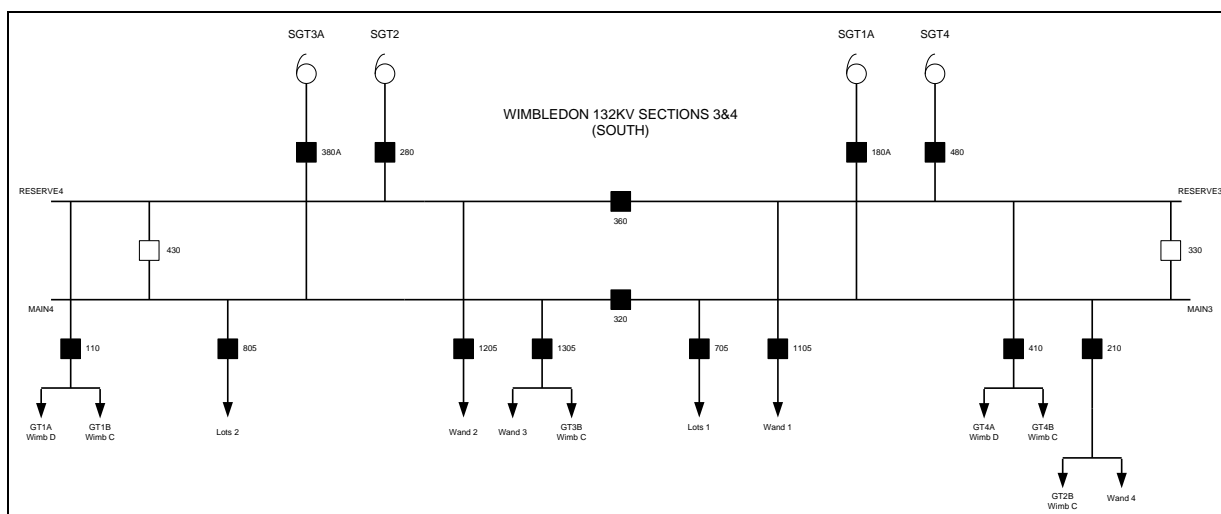 SGT3A
SGT2
SGT1A
SGT4
WIMBLEDON 132KV SECTIONS 3&4
(SOUTH)
380A
280
180A
480
RESERVE4
RESERVE3
360
430
330
MAIN4
MAIN3
320
110
805
1205
1305
705
1105
410
210
GT1A
Wimb D
GT1B
Wimb C
Lots 2
Wand 2
Wand 3
GT3B
Wimb C
Lots 1
Wand 1
GT4A
Wimb D
GT4B
Wimb C
GT2B
Wimb C
Wand 4